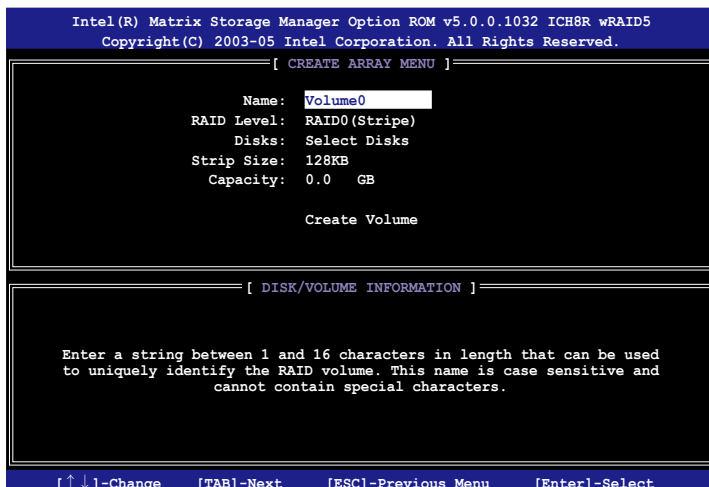 Intel(R) Matrix Storage Manager Option ROM v5.0.0.1032 ICH8R wRAID5
Copyright(C) 2003-05 Intel Corporation. All Rights Reserved.
[ CREATE ARRAY MENU ]
Name: Volume0
RAID Level: RAID0(Stripe)
Disks: Select Disks
Strip Size: 128KB
Capacity: 0.0 GB
Create Volume
[ DISK/VOLUME INFORMATION ]
Enter a string between 1 and 16 characters in length that can be used
to uniquely identify the RAID volume. This name is case sensitive and
cannot contain special characters.
[↑↓]-Change [TAB]-Next [ESC]-Previous Menu [Enter]-Select